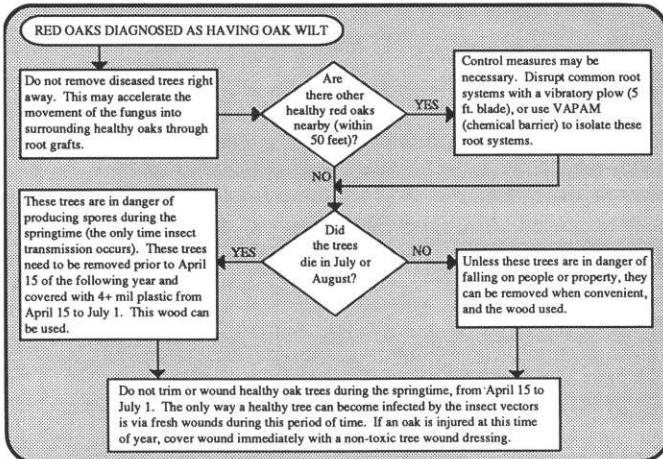 RED OAKS DIAGNOSED AS HAVING OAK WILT
Do not remove diseased trees right
away. This may accelerate the
movement of the fungus into
surrounding healthy oaks through
root grafts.
Are
there other
healthy red oaks
nearby (within
50 feet)?
YES
Control measures may be
necessary. Disrupt common root
systems with a vibratory plow (5
ft. blade), or use VAPAM
(chemical barrier) to isolate these
root systems.
NO
These trees are in danger of
producing spores during the
springtime (the only time insect
transmission occurs). These trees
need to be removed prior to April
15 of the following year and
covered with 4+ mil plastic from
April 15 to July 1. This wood can
be used.
YES
Did
the trees
die in July or
August?
NO
Unless these trees are in danger of
falling on people or property, they
can be removed when convenient,
and the wood used.
Do not trim or wound healthy oak trees during the springtime, from April 15 to
July 1. The only way a healthy tree can become infected by the insect vectors
is via fresh wounds during this period of time. If an oak is injured at this time
of year, cover wound immediately with a non-toxic tree wound dressing.